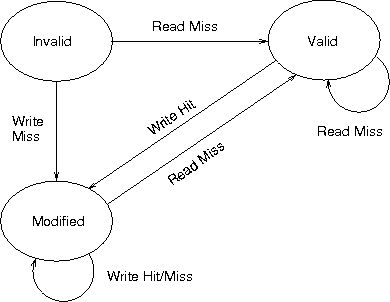 Invalid
Read Miss
Valid
Write
Miss
Write Hit
Read Miss
Read Miss
Modified
Write Hit/Miss